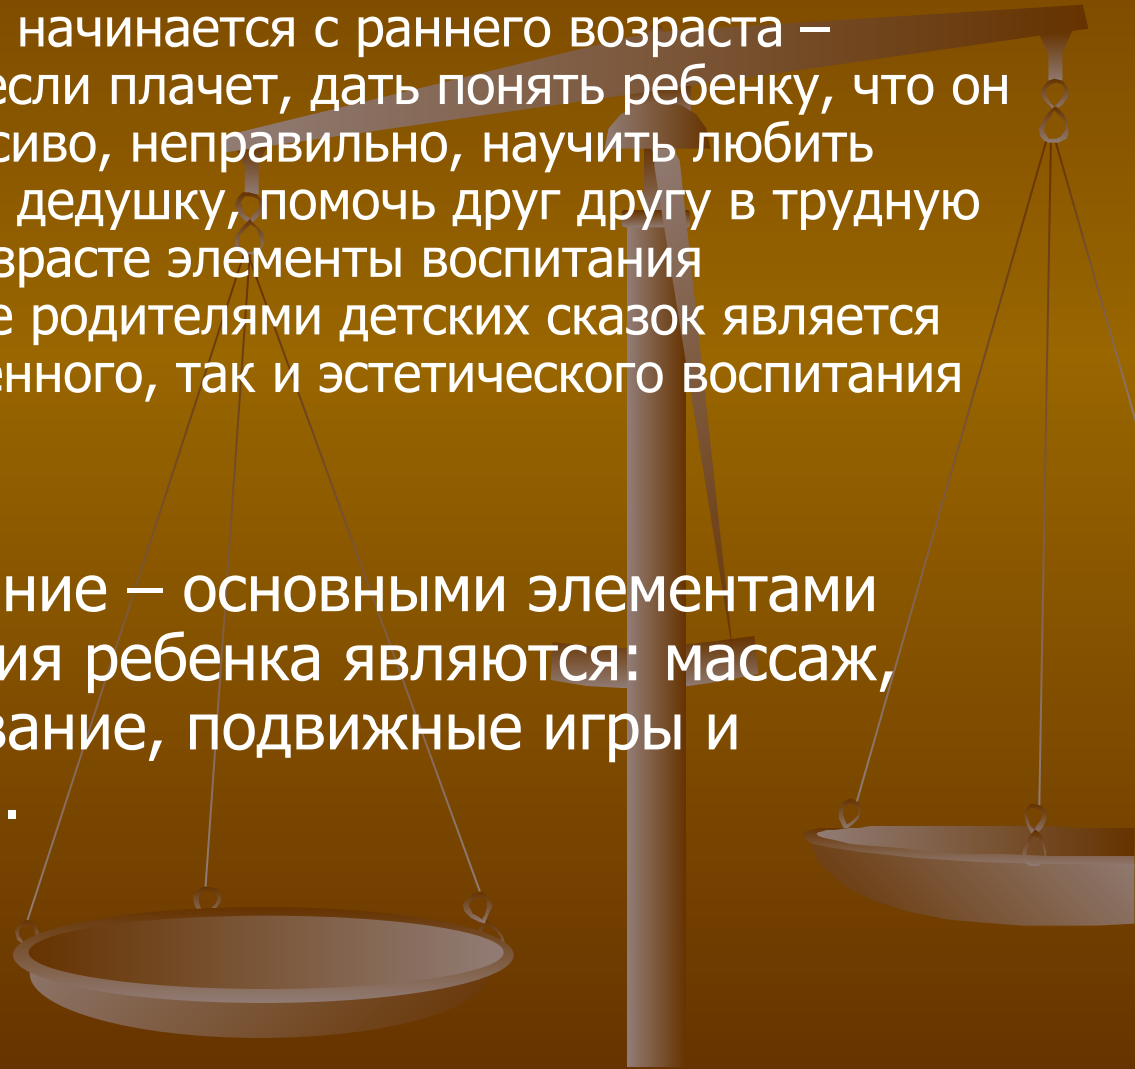 начинается с раннего возраста –
если плачет, дать понять ребенку, что он
сиво, неправильно, научить любить
дедушку, помочь друг другу в трудную
зрасте элементы воспитания
е родителями детских сказок является
енного, так и эстетического воспитания
ние – основными элементами
ия ребенка являются: массаж,
вание, подвижные игры и
.